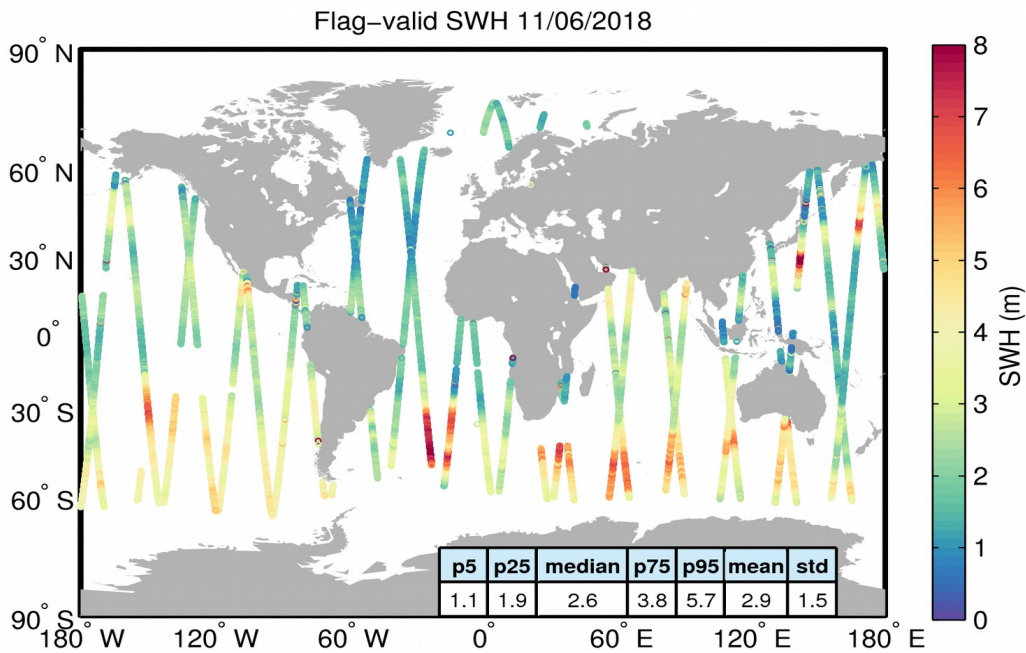 Flag−valid SWH 11/06/2018
90° N
60° N
30° N
0°
30° S
60° S
90° S
180° W
120° W
60° W
0°
60° E
120° E
180° E
8
7
6
5
4
3
2
1
0
SWH (m)
p5 p25 median p75 p95 mean std
1.1 1.9 2.6 3.8 5.7 2.9 1.5